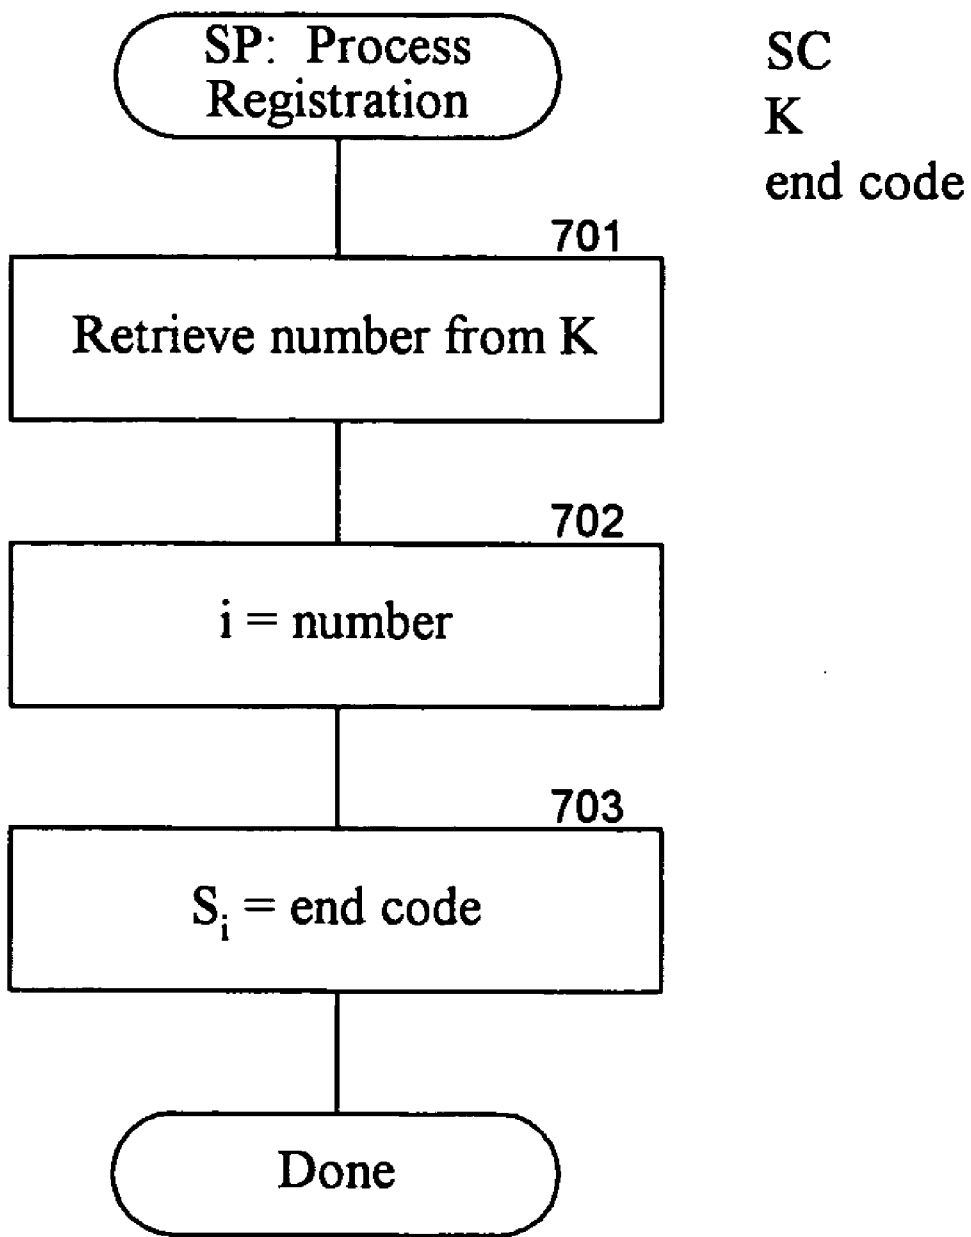 SP: Process
Registration
SC
K
end code
701
Retrieve number from K
702
i = number
703
Sᵢ = end code
Done